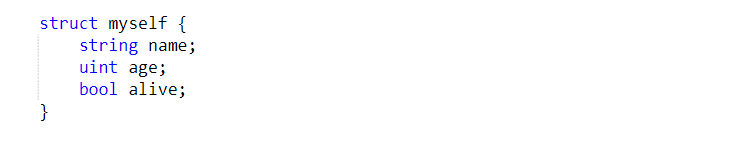 struct myself {
    string name;
    uint age;
    bool alive;
}